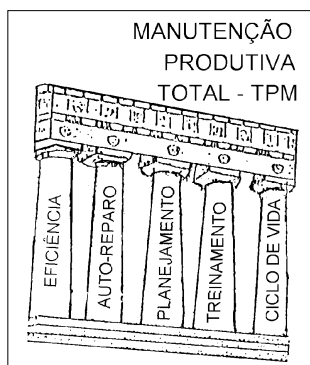 MANUTENÇÃO
PRODUTIVA
TOTAL - TPM
EFICIÊNCIA
AUTO-REPARO
PLANEJAMENTO
TREINAMENTO
CICLO DE VIDA